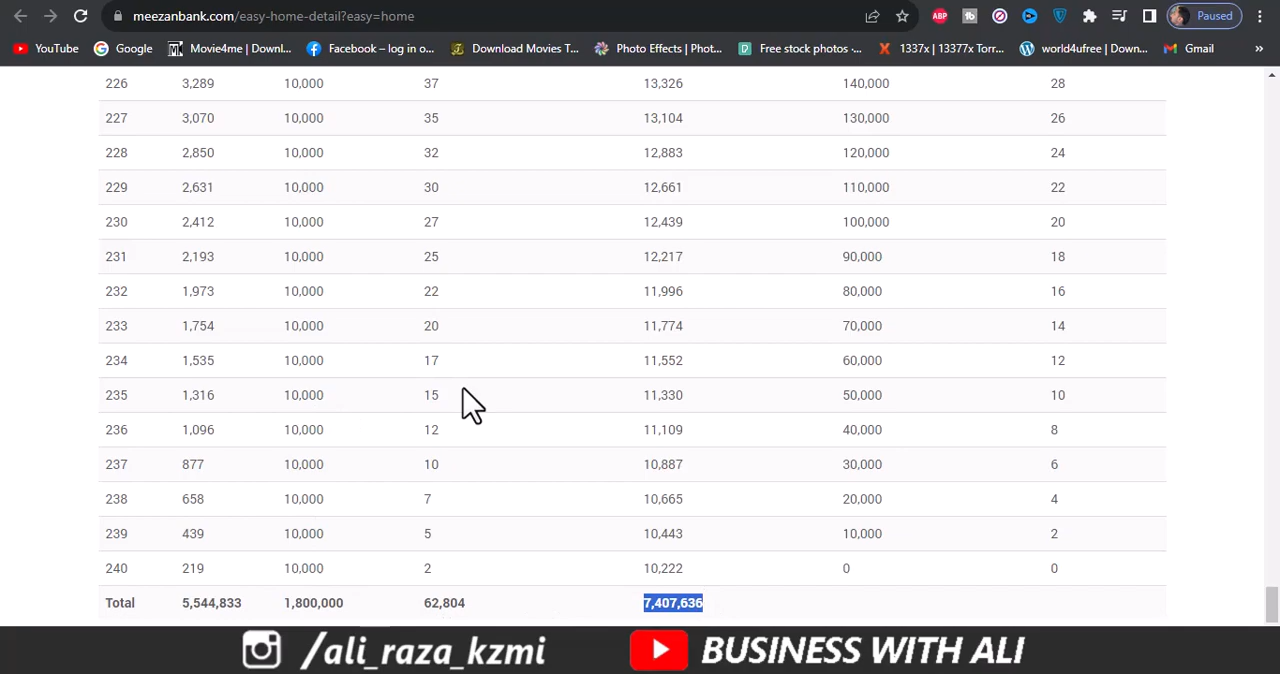 meezanbank.com/easy-home-detail?easy=home
ABP
tb
Paused
YouTube Google Movie4me | Downl... Facebook – log in o... Download Movies T... Photo Effects | Phot... Free stock photos -... 1337x | 13377x Torr... world4ufree | Down... Gmail »
226 3,289 10,000 37 13,326 140,000 28
227 3,070 10,000 35 13,104 130,000 26
228 2,850 10,000 32 12,883 120,000 24
229 2,631 10,000 30 12,661 110,000 22
230 2,412 10,000 27 12,439 100,000 20
231 2,193 10,000 25 12,217 90,000 18
232 1,973 10,000 22 11,996 80,000 16
233 1,754 10,000 20 11,774 70,000 14
234 1,535 10,000 17 11,552 60,000 12
235 1,316 10,000 15 11,330 50,000 10
236 1,096 10,000 12 11,109 40,000 8
237 877 10,000 10 10,887 30,000 6
238 658 10,000 7 10,665 20,000 4
239 439 10,000 5 10,443 10,000 2
240 219 10,000 2 10,222 0 0
Total 5,544,833 1,800,000 62,804 7,407,636
/ali_raza_kzmi BUSINESS WITH ALI